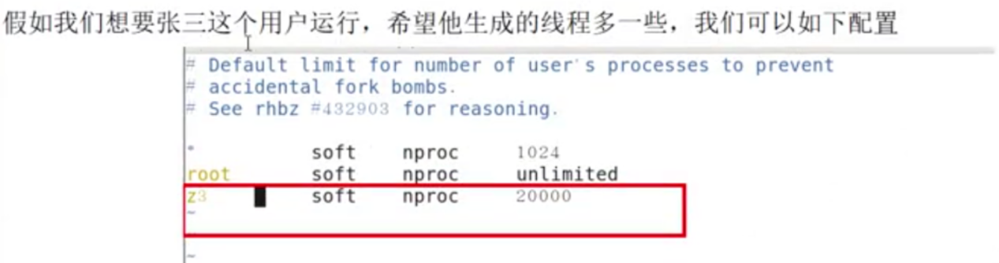 假如我们想要张三这个用户运行，希望他生成的线程多一些，我们可以如下配置
# Default limit for number of user's processes to prevent
# accidental fork bombs.
# See rhbz #432903 for reasoning.
* soft nproc 1024
root soft nproc unlimited
z3 soft nproc 20000
~
~
~